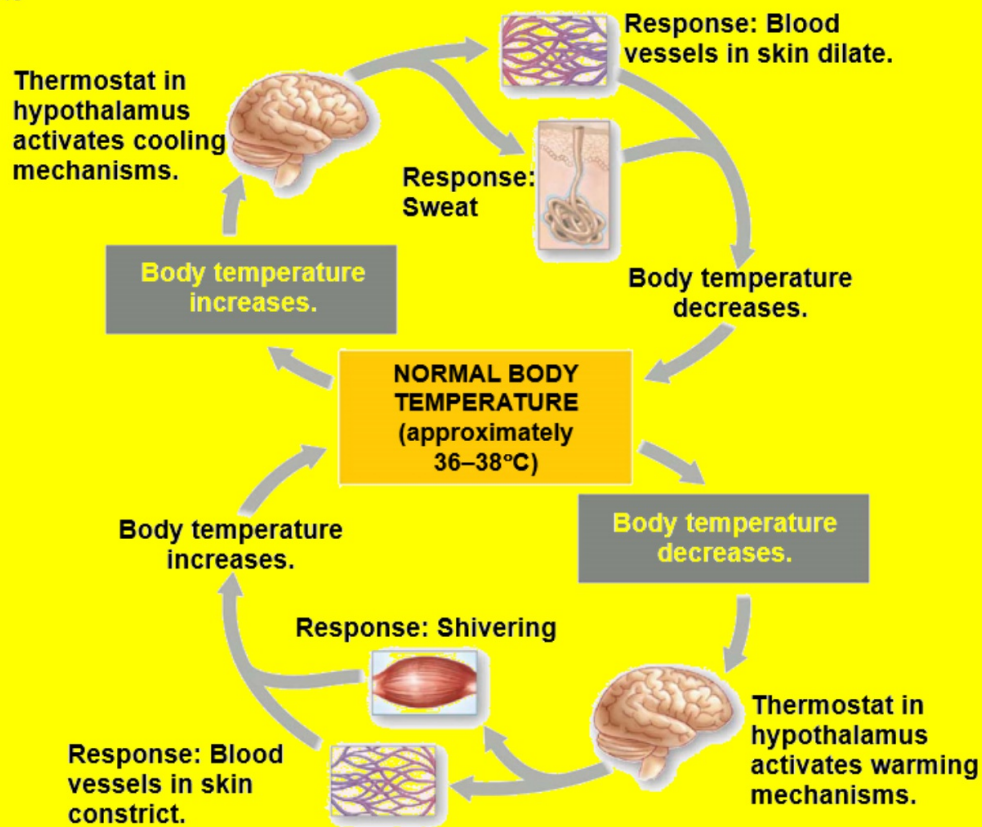 Response: Blood
vessels in skin dilate.
Thermostat in
hypothalamus
activates cooling
mechanisms.
Response:
Sweat
Body temperature
increases.
Body temperature
decreases.
NORMAL BODY
TEMPERATURE
(approximately
36–38°C)
Body temperature
decreases.
Body temperature
increases.
Response: Shivering
Thermostat in
hypothalamus
activates warming
mechanisms.
Response: Blood
vessels in skin
constrict.